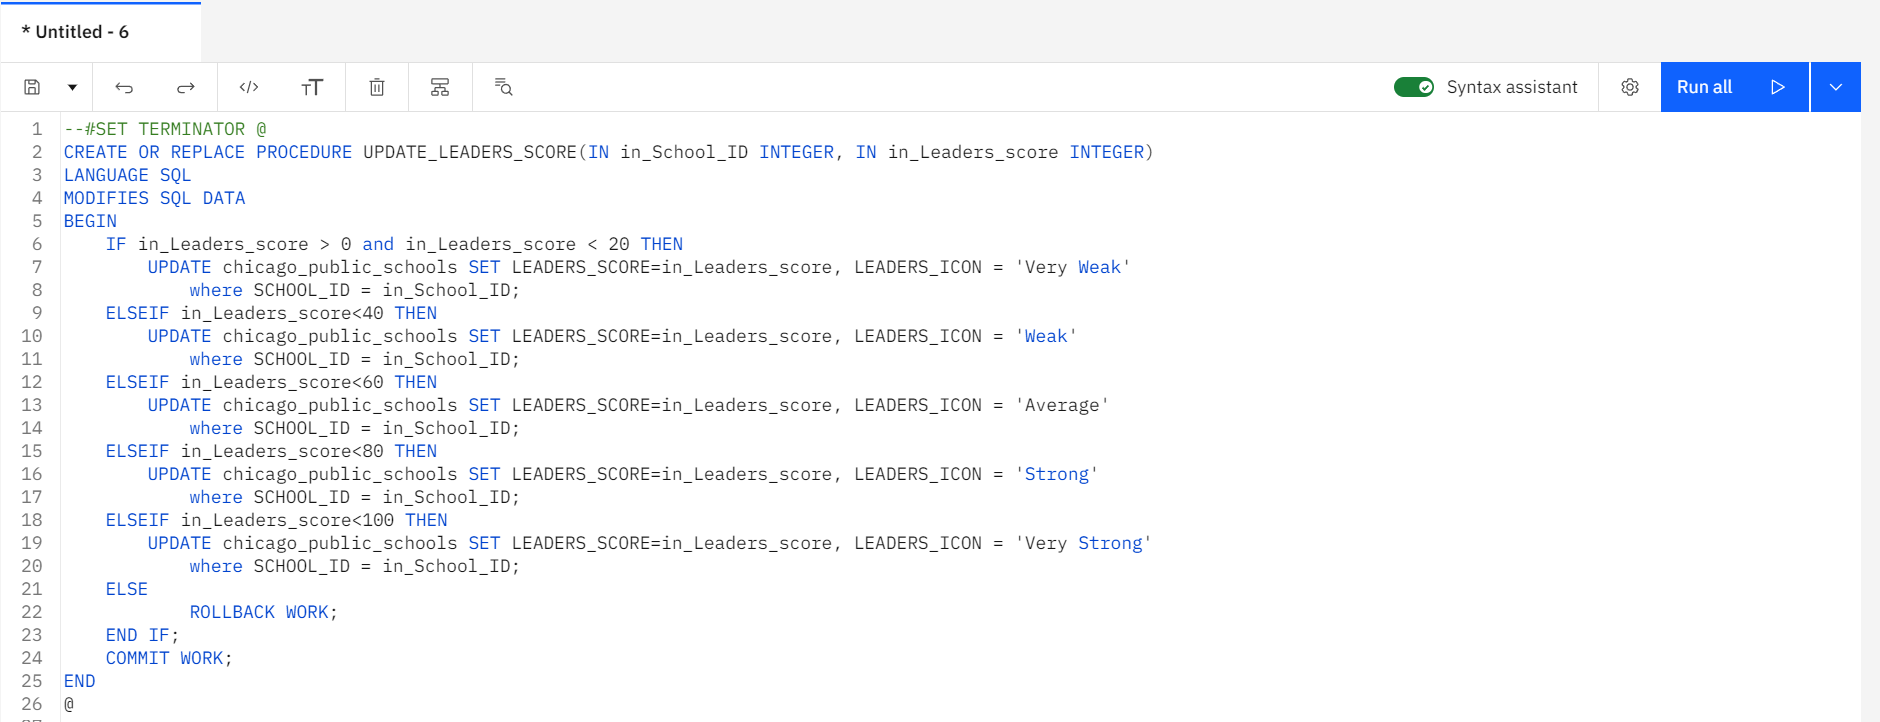 * Untitled - 6
</> TT Syntax assistant Run all
1 --#SET TERMINATOR @
2 CREATE OR REPLACE PROCEDURE UPDATE_LEADERS_SCORE(IN in_School_ID INTEGER, IN in_Leaders_score INTEGER)
3 LANGUAGE SQL
4 MODIFIES SQL DATA
5 BEGIN
6 IF in_Leaders_score > 0 and in_Leaders_score < 20 THEN
7 UPDATE chicago_public_schools SET LEADERS_SCORE=in_Leaders_score, LEADERS_ICON = 'Very Weak'
8 where SCHOOL_ID = in_School_ID;
9 ELSEIF in_Leaders_score<40 THEN
10 UPDATE chicago_public_schools SET LEADERS_SCORE=in_Leaders_score, LEADERS_ICON = 'Weak'
11 where SCHOOL_ID = in_School_ID;
12 ELSEIF in_Leaders_score<60 THEN
13 UPDATE chicago_public_schools SET LEADERS_SCORE=in_Leaders_score, LEADERS_ICON = 'Average'
14 where SCHOOL_ID = in_School_ID;
15 ELSEIF in_Leaders_score<80 THEN
16 UPDATE chicago_public_schools SET LEADERS_SCORE=in_Leaders_score, LEADERS_ICON = 'Strong'
17 where SCHOOL_ID = in_School_ID;
18 ELSEIF in_Leaders_score<100 THEN
19 UPDATE chicago_public_schools SET LEADERS_SCORE=in_Leaders_score, LEADERS_ICON = 'Very Strong'
20 where SCHOOL_ID = in_School_ID;
21 ELSE
22 ROLLBACK WORK;
23 END IF;
24 COMMIT WORK;
25 END
26 @